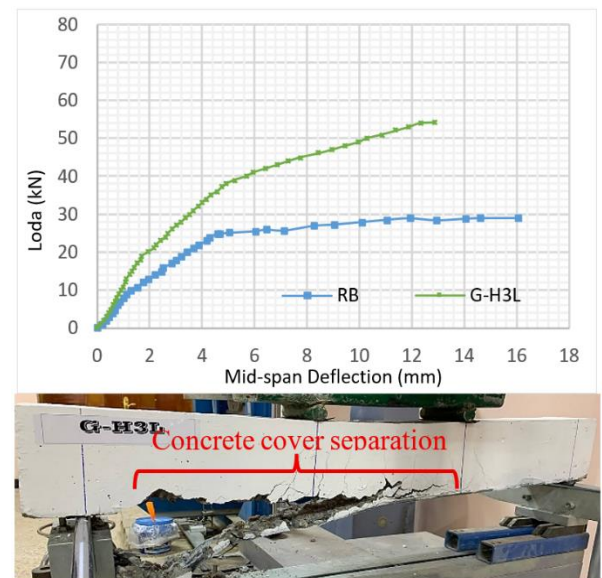 80
70
60
50
40
30
20
10
0
Loda (kN)
RB G-H3L
0 2 4 6 8 10 12 14 16 18
Mid-span Deflection (mm)
G-H3L
Concrete cover separation